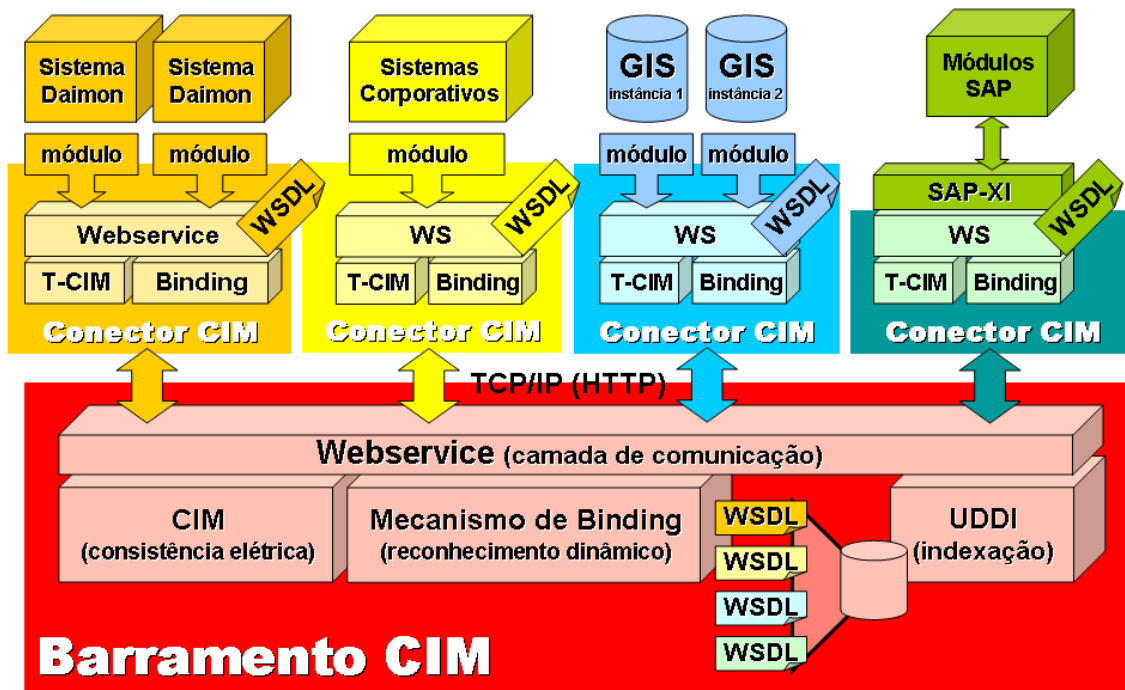 Sistema
Daimon
Sistema
Daimon
Sistemas
Corporativos
GIS
instância 1
GIS
instância 2
Módulos
SAP
módulo
módulo
módulo
módulo
módulo
SAP-XI
WSDL
WSDL
WSDL
WSDL
Webservice
WS
WS
WS
T-CIM
Binding
T-CIM
Binding
T-CIM
Binding
T-CIM
Binding
Conector CIM
Conector CIM
Conector CIM
Conector CIM
TCP/IP (HTTP)
Webservice (camada de comunicação)
CIM
(consistência elétrica)
Mecanismo de Binding
(reconhecimento dinâmico)
WSDL
WSDL
WSDL
WSDL
UDDI
(indexação)
Barramento CIM